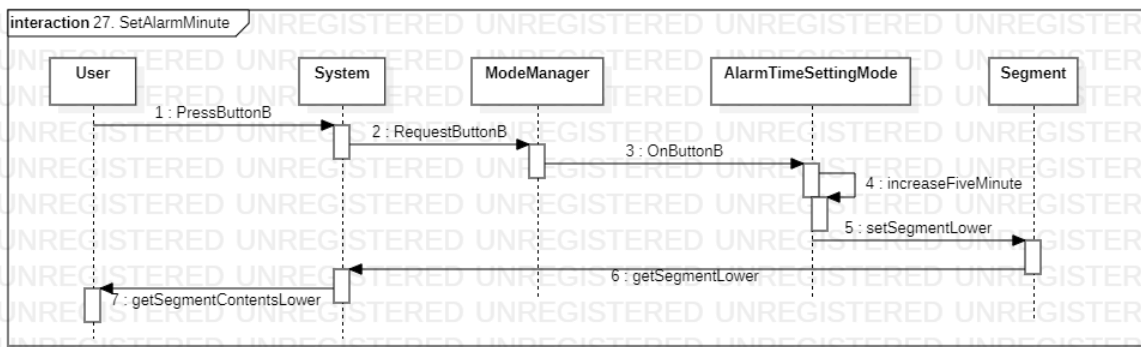 interaction 27. SetAlarmMinute
User
System
ModeManager
AlarmTimeSettingMode
Segment
1 : PressButtonB
2 : RequestButtonB
3 : OnButtonB
4 : increaseFiveMinute
5 : setSegmentLower
6 : getSegmentLower
7 : getSegmentContentsLower
UNREGISTERED